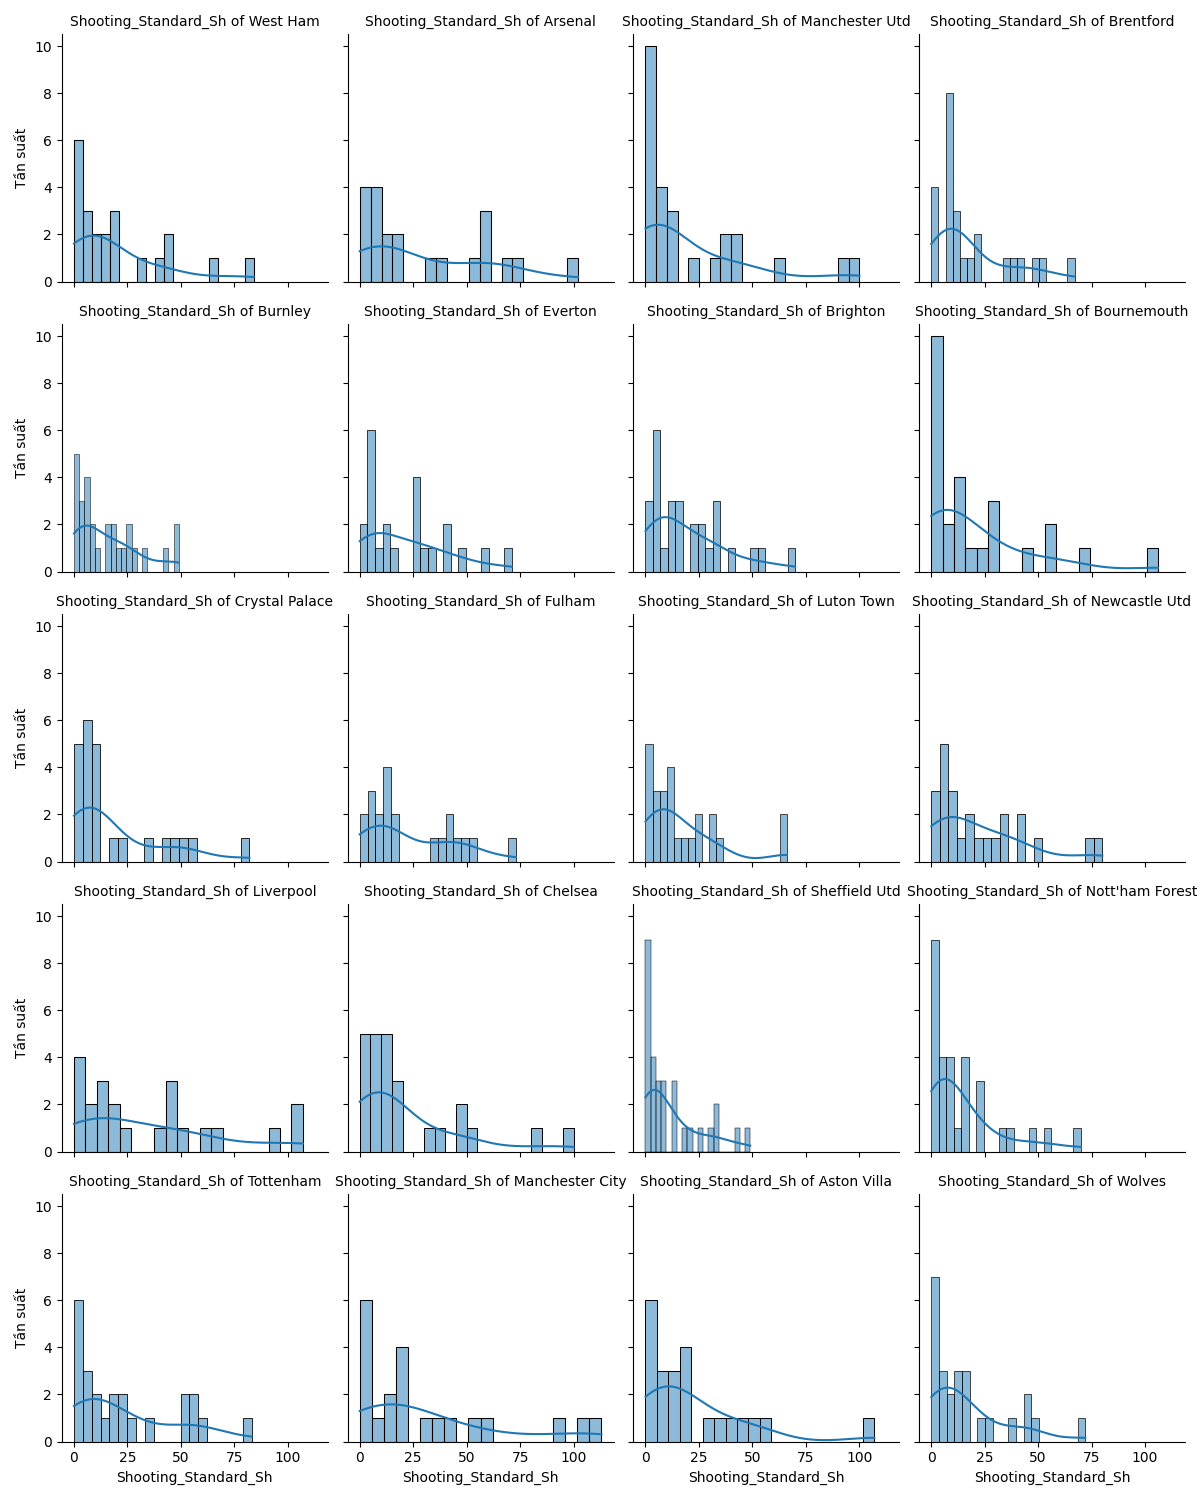 Shooting_Standard_Sh of West Ham
Shooting_Standard_Sh of Arsenal
Shooting_Standard_Sh of Manchester Utd
Shooting_Standard_Sh of Brentford
10
8
6
4
2
0
Tần suất
Shooting_Standard_Sh of Burnley
Shooting_Standard_Sh of Everton
Shooting_Standard_Sh of Brighton
Shooting_Standard_Sh of Bournemouth
10
8
6
4
2
0
Tần suất
Shooting_Standard_Sh of Crystal Palace
Shooting_Standard_Sh of Fulham
Shooting_Standard_Sh of Luton Town
Shooting_Standard_Sh of Newcastle Utd
10
8
6
4
2
0
Tần suất
Shooting_Standard_Sh of Liverpool
Shooting_Standard_Sh of Chelsea
Shooting_Standard_Sh of Sheffield Utd
Shooting_Standard_Sh of Nott'ham Forest
10
8
6
4
2
0
Tần suất
Shooting_Standard_Sh of Tottenham
Shooting_Standard_Sh of Manchester City
Shooting_Standard_Sh of Aston Villa
Shooting_Standard_Sh of Wolves
10
8
6
4
2
0
Tần suất
0 25 50 75 100
0 25 50 75 100
0 25 50 75 100
0 25 50 75 100
Shooting_Standard_Sh
Shooting_Standard_Sh
Shooting_Standard_Sh
Shooting_Standard_Sh